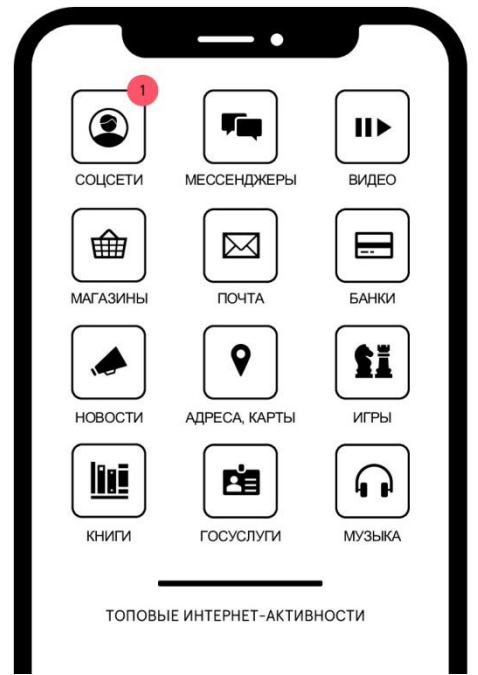 1
СОЦСЕТИ МЕССЕНДЖЕРЫ ВИДЕО
МАГАЗИНЫ ПОЧТА БАНКИ
НОВОСТИ АДРЕСА, КАРТЫ ИГРЫ
КНИГИ ГОСУСЛУГИ МУЗЫКА
ТОПОВЫЕ ИНТЕРНЕТ-АКТИВНОСТИ